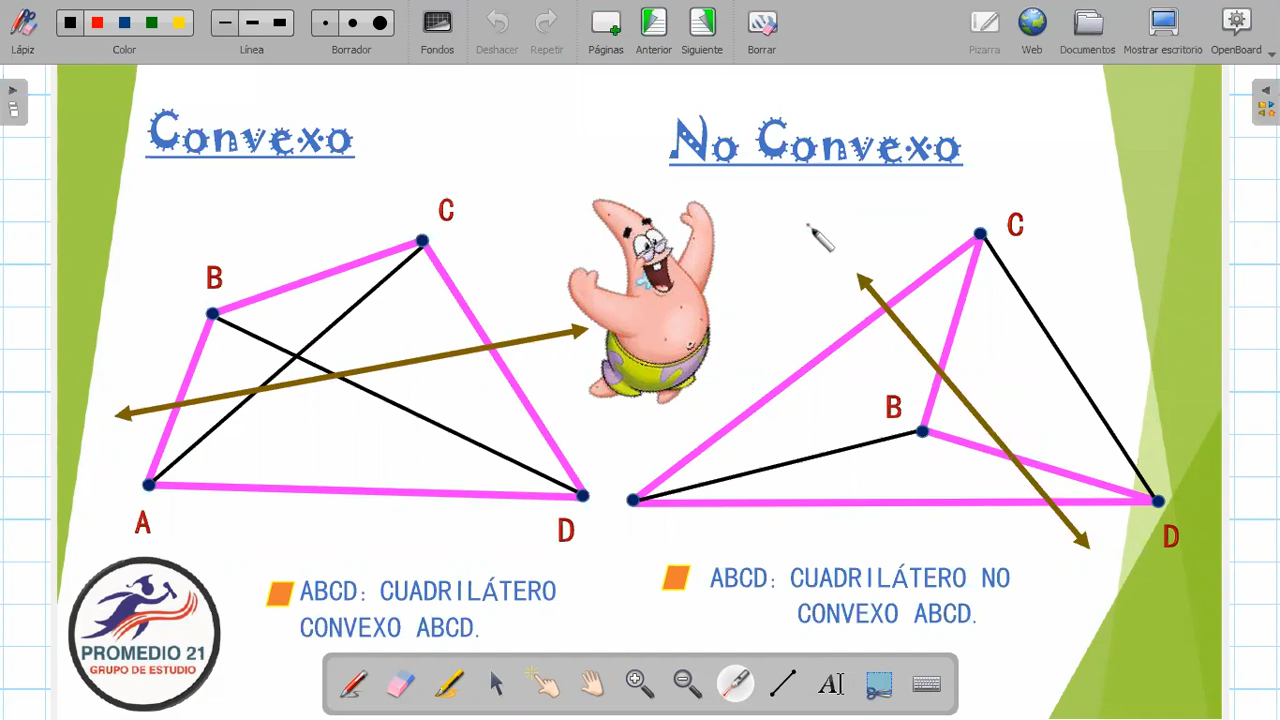 Lápiz
Color
Línea
Borrador
Fondos
Deshacer
Repetir
Páginas
Anterior
Siguiente
Borrar
Pizarra
Web
Documentos
Mostrar escritorio
OpenBoard
Convexo
No Convexo
C
B
A
D
C
B
D
ABCD: CUADRILÁTERO
CONVEXO ABCD.
ABCD: CUADRILÁTERO NO
CONVEXO ABCD.
PROMEDIO 21
GRUPO DE ESTUDIO
AI